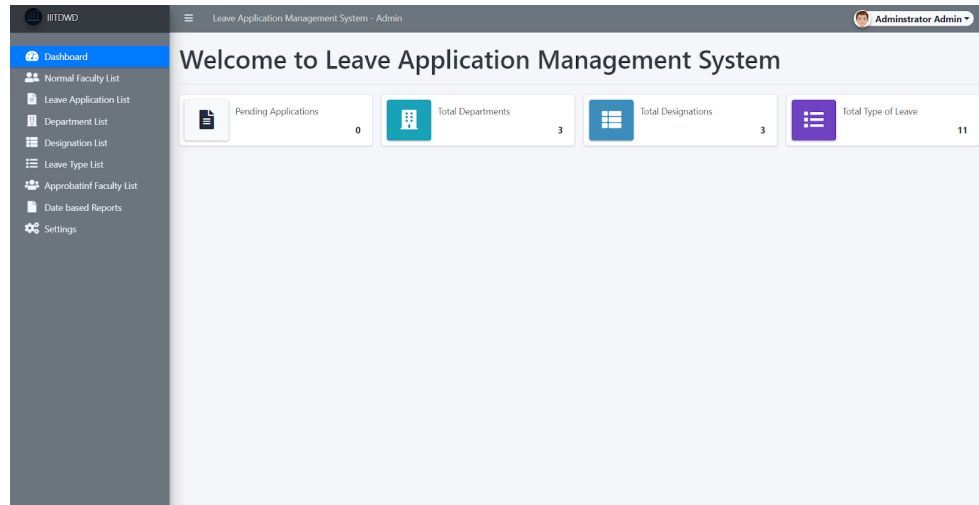 IIITDWD
Leave Application Management System - Admin
Adminstrator Admin
Dashboard
Normal Faculty List
Leave Application List
Department List
Designation List
Leave Type List
Approbatinf Faculty List
Date based Reports
Settings
Welcome to Leave Application Management System
Pending Applications
0
Total Departments
3
Total Designations
3
Total Type of Leave
11